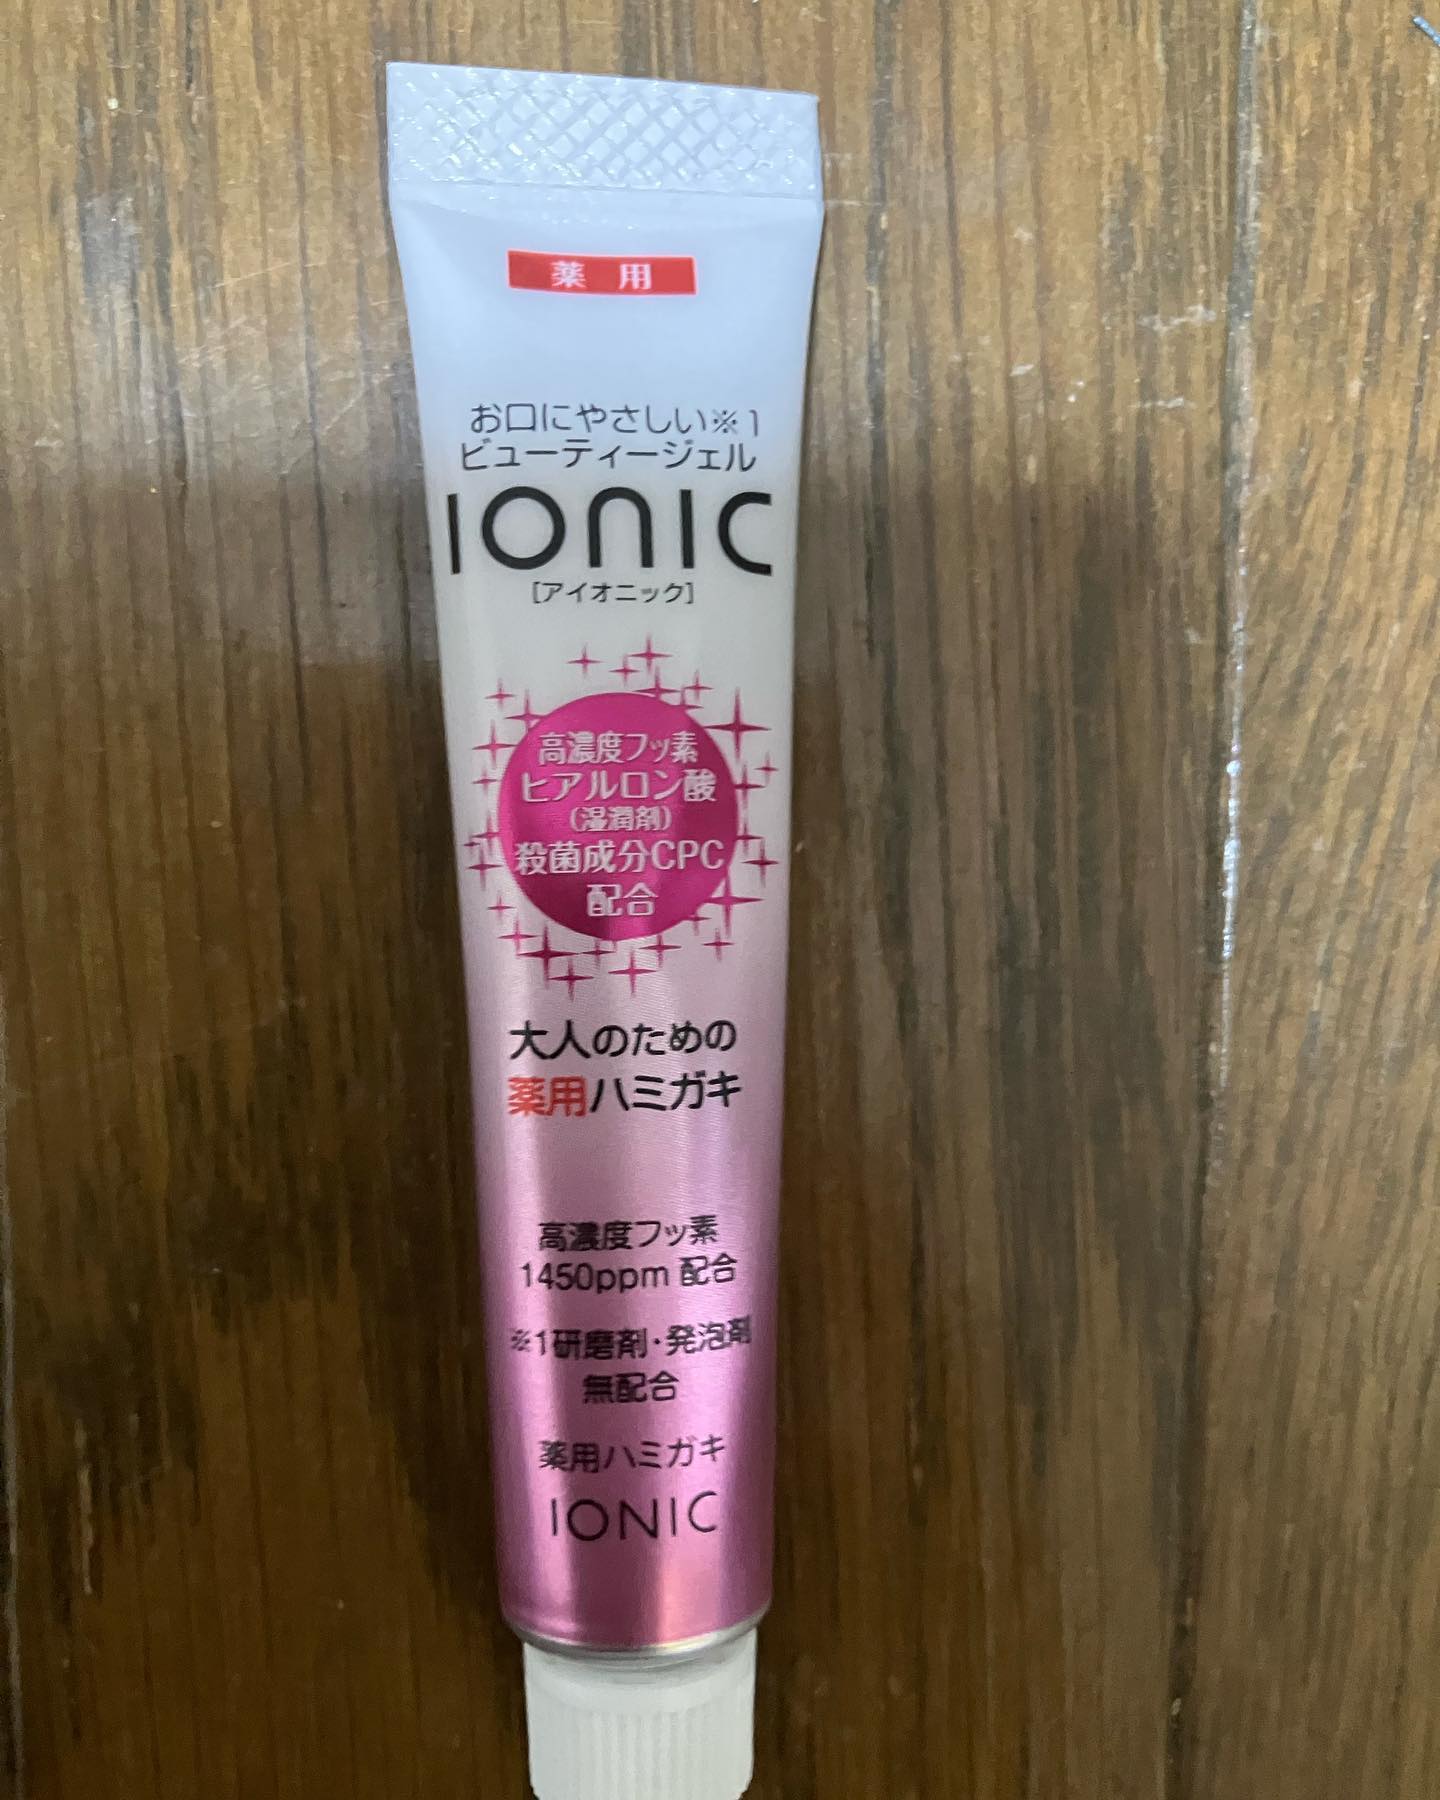 薬用
お口にやさしい※1
ビューティージェル
IONIC
[アイオニック]
高濃度フッ素
ヒアルロン酸
(湿潤剤)
殺菌成分CPC
配合
大人のための
薬用ハミガキ
高濃度フッ素
1450ppm 配合
※1研磨剤・発泡剤
無配合
薬用ハミガキ
IONIC